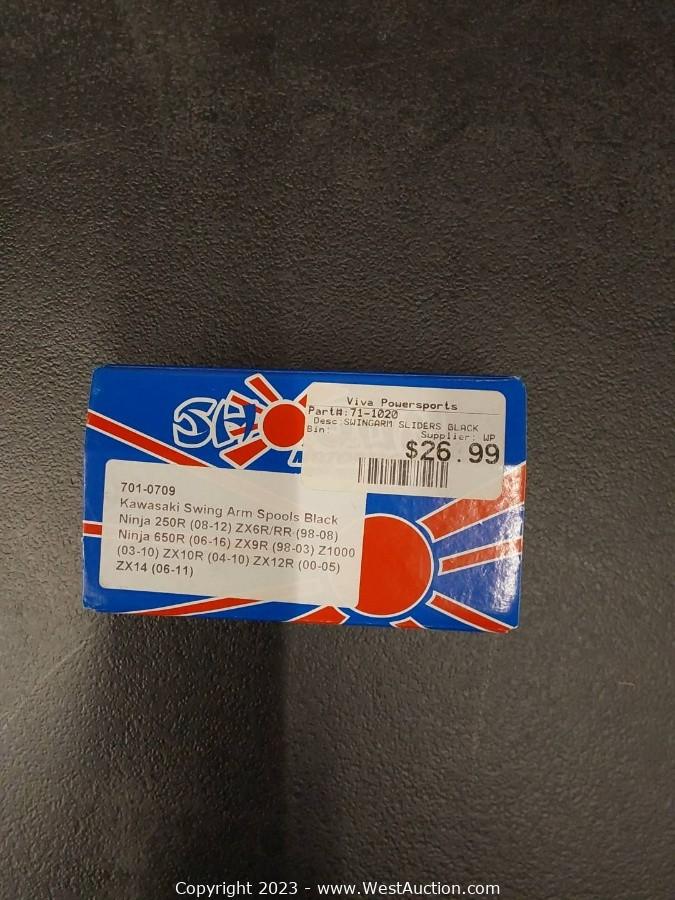 SH
Viva Powersports
Part#:71-1020
Desc:SWINGARM SLIDERS BLACK
Bin:
Supplier: WP
$26.99
701-0709
Kawasaki Swing Arm Spools Black
Ninja 250R (08-12) ZX6R/RR (98-08)
Ninja 650R (06-16) ZX9R (98-03) Z1000
(03-10) ZX10R (04-10) ZX12R (00-05)
ZX14 (06-11)
Copyright 2023 - www.WestAuction.com